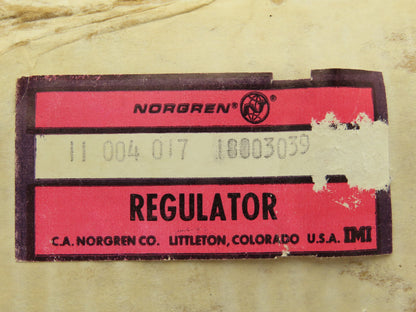 NORGREN®
11 004 017 18003039
REGULATOR
C.A. NORGREN CO. LITTLETON, COLORADO U.S.A. IMI